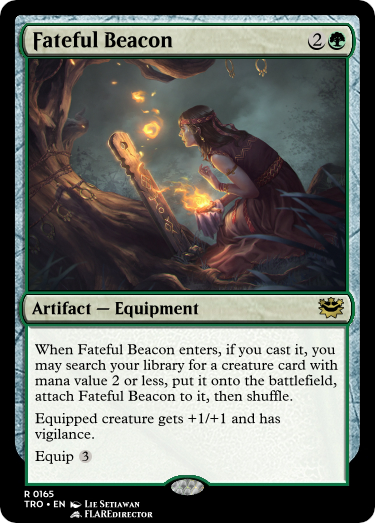 Fateful Beacon 2
Artifact — Equipment
When Fateful Beacon enters, if you cast it, you
may search your library for a creature card with
mana value 2 or less, put it onto the battlefield,
attach Fateful Beacon to it, then shuffle.
Equipped creature gets +1/+1 and has
vigilance.
Equip 3
R 0165
TRO • EN Lie Setiawan
FLAREdirector